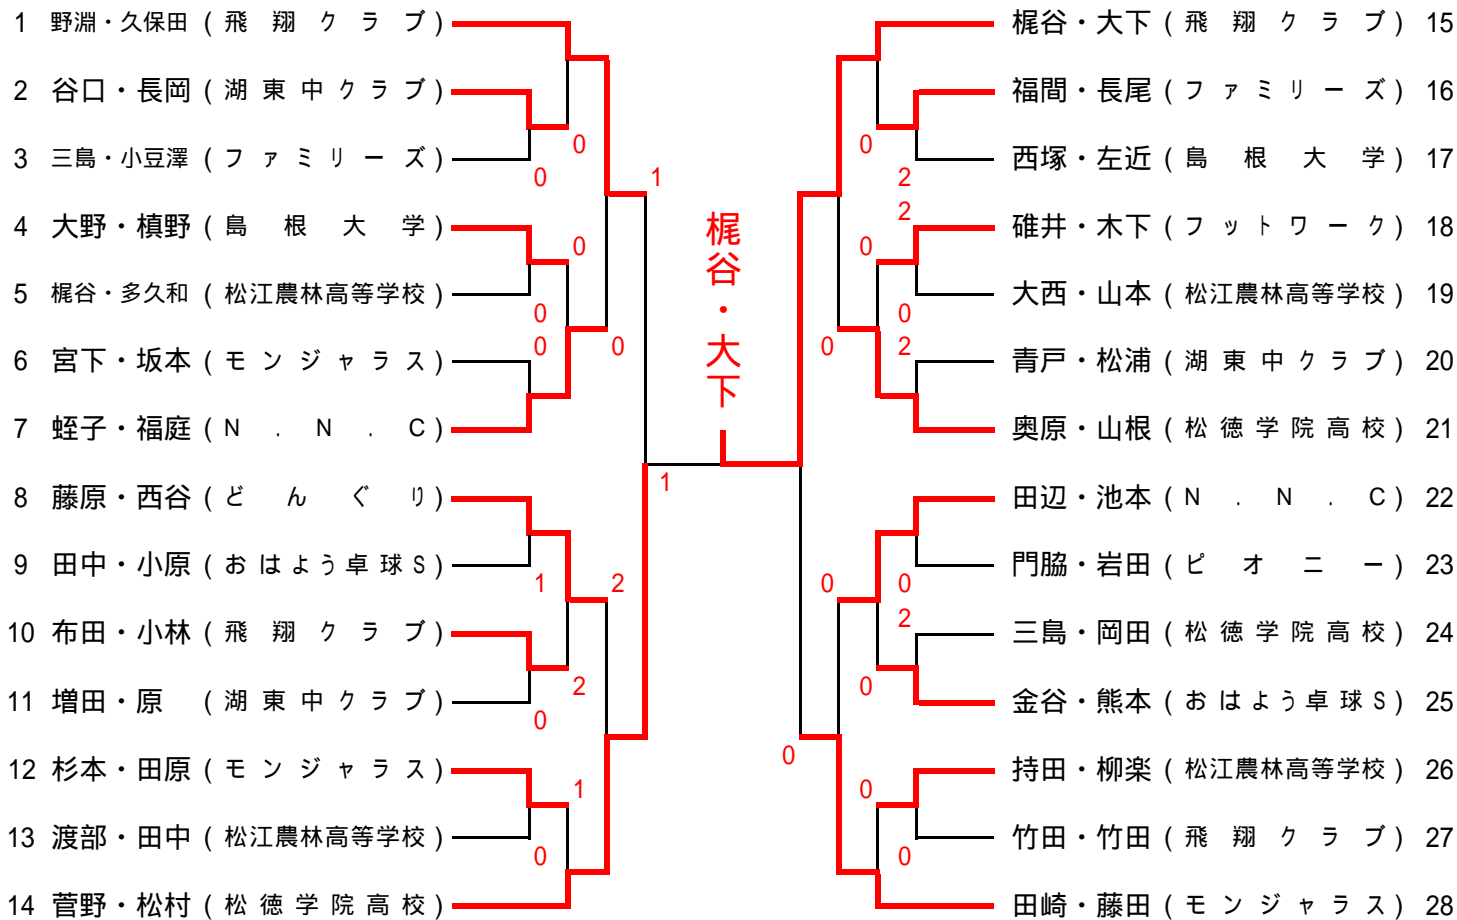 1 野淵・久保田 ( 飛翔クラブ )
2 谷口・長岡 ( 湖東中クラブ )
3 三島・小豆澤 ( ファミリーズ )
4 大野・槙野 ( 島根大学 )
5 梶谷・多久和 ( 松江農林高等学校 )
6 宮下・坂本 ( モンジャラス )
7 蛭子・福庭 ( N.N.C )
8 藤原・西谷 ( どんぐり )
9 田中・小原 ( おはよう卓球S )
10 布田・小林 ( 飛翔クラブ )
11 増田・原 ( 湖東中クラブ )
12 杉本・田原 ( モンジャラス )
13 渡部・田中 ( 松江農林高等学校 )
14 菅野・松村 ( 松徳学院高校 )
0
0
1
0
0
0
0
1
1
2
2
0
1
0
梶谷・大下
0
2
2
0
0
0
2
0
0
2
0
0
0
0
梶谷・大下 ( 飛翔クラブ ) 15
福間・長尾 ( ファミリーズ ) 16
西塚・左近 ( 島根大学 ) 17
碓井・木下 ( フットワーク ) 18
大西・山本 ( 松江農林高等学校 ) 19
青戸・松浦 ( 湖東中クラブ ) 20
奥原・山根 ( 松徳学院高校 ) 21
田辺・池本 ( N.N.C ) 22
門脇・岩田 ( ピオニー ) 23
三島・岡田 ( 松徳学院高校 ) 24
金谷・熊本 ( おはよう卓球S ) 25
持田・柳楽 ( 松江農林高等学校 ) 26
竹田・竹田 ( 飛翔クラブ ) 27
田崎・藤田 ( モンジャラス ) 28